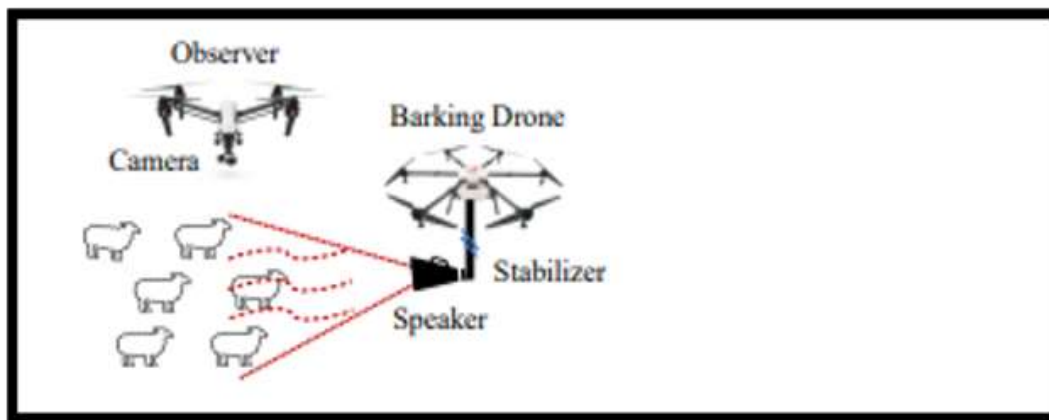 Observer
Barking Drone
Camera
Stabilizer
Speaker